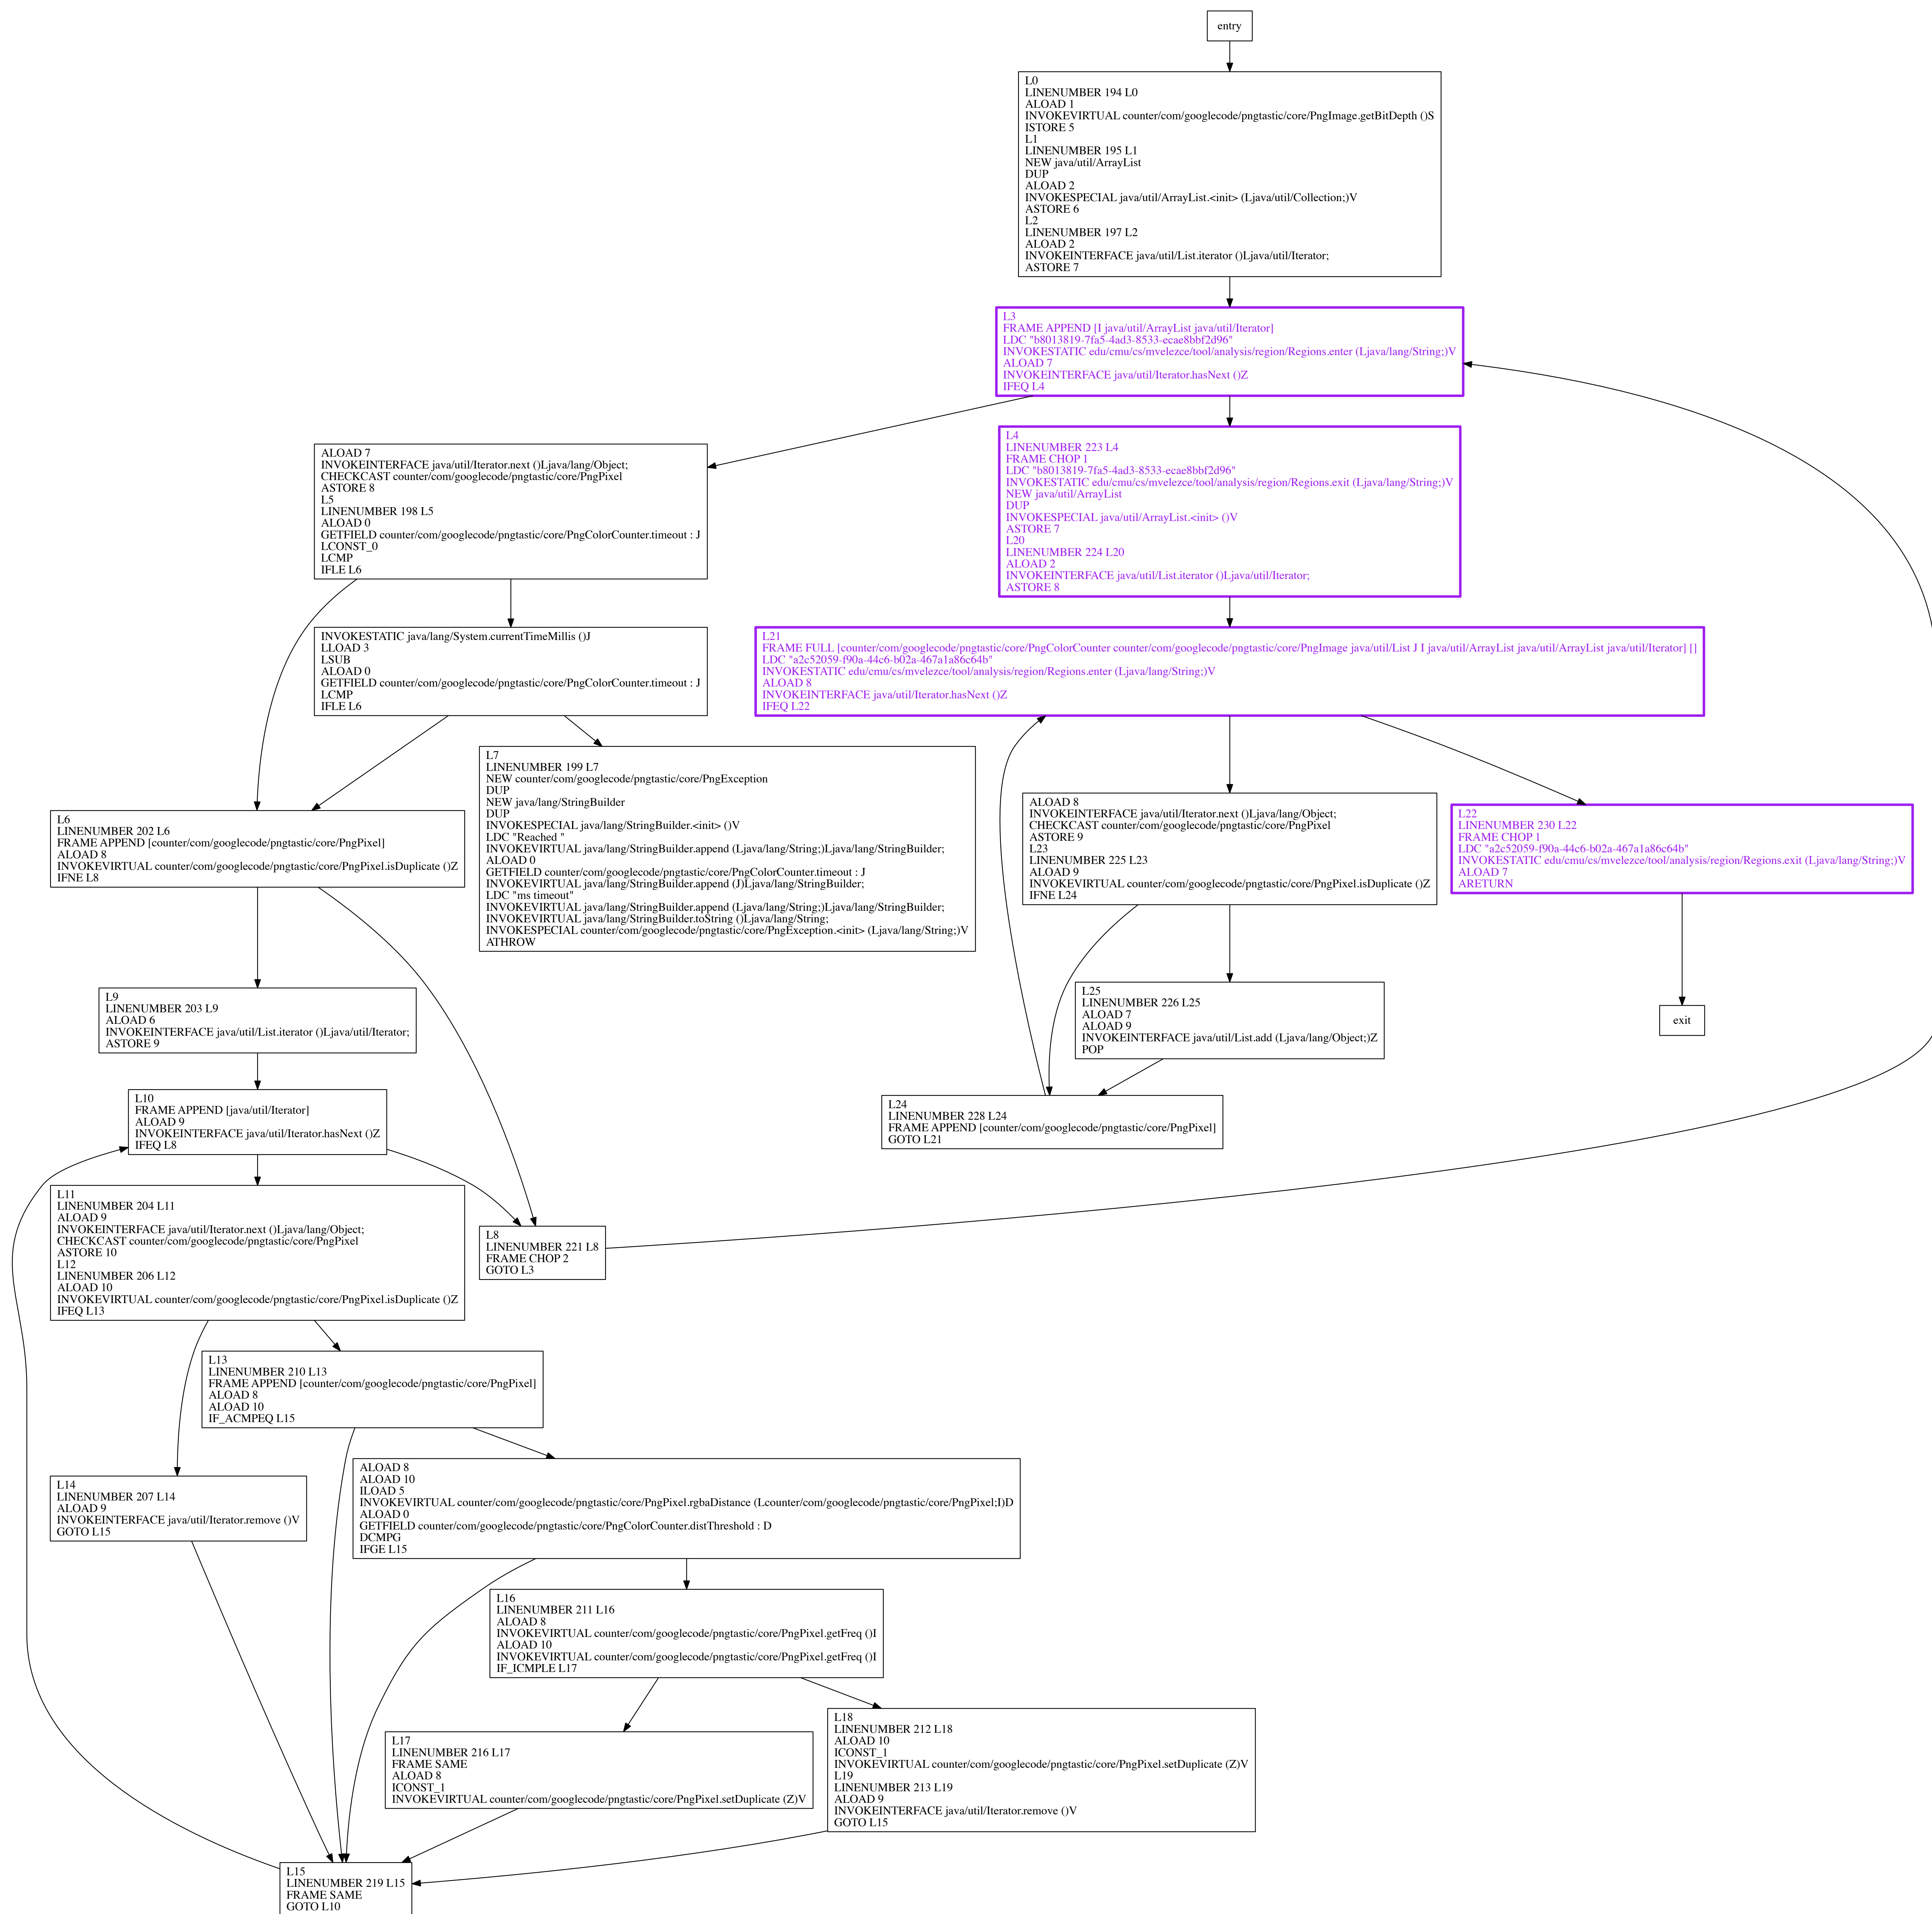 entry
L0
LINENUMBER 194 L0
ALOAD 1
INVOKEVIRTUAL counter/com/googlecode/pngtastic/core/PngImage.getBitDepth ()S
ISTORE 5
L1
LINENUMBER 195 L1
NEW java/util/ArrayList
DUP
ALOAD 2
INVOKESPECIAL java/util/ArrayList.<init> (Ljava/util/Collection;)V
ASTORE 6
L2
LINENUMBER 197 L2
ALOAD 2
INVOKEINTERFACE java/util/List.iterator ()Ljava/util/Iterator;
ASTORE 7
L3
FRAME APPEND [I java/util/ArrayList java/util/Iterator]
LDC "b8013819-7fa5-4ad3-8533-ecae8bbf2d96"
INVOKESTATIC edu/cmu/cs/mvelezce/tool/analysis/region/Regions.enter (Ljava/lang/String;)V
ALOAD 7
INVOKEINTERFACE java/util/Iterator.hasNext ()Z
IFEQ L4
ALOAD 7
INVOKEINTERFACE java/util/Iterator.next ()Ljava/lang/Object;
CHECKCAST counter/com/googlecode/pngtastic/core/PngPixel
ASTORE 8
L5
LINENUMBER 198 L5
ALOAD 0
GETFIELD counter/com/googlecode/pngtastic/core/PngColorCounter.timeout : J
LCONST_0
LCMP
IFLE L6
L4
LINENUMBER 223 L4
FRAME CHOP 1
LDC "b8013819-7fa5-4ad3-8533-ecae8bbf2d96"
INVOKESTATIC edu/cmu/cs/mvelezce/tool/analysis/region/Regions.exit (Ljava/lang/String;)V
NEW java/util/ArrayList
DUP
INVOKESPECIAL java/util/ArrayList.<init> ()V
ASTORE 7
L20
LINENUMBER 224 L20
ALOAD 2
INVOKEINTERFACE java/util/List.iterator ()Ljava/util/Iterator;
ASTORE 8
INVOKESTATIC java/lang/System.currentTimeMillis ()J
LLOAD 3
LSUB
ALOAD 0
GETFIELD counter/com/googlecode/pngtastic/core/PngColorCounter.timeout : J
LCMP
IFLE L6
L21
FRAME FULL [counter/com/googlecode/pngtastic/core/PngColorCounter counter/com/googlecode/pngtastic/core/PngImage java/util/List J I java/util/ArrayList java/util/ArrayList java/util/Iterator] []
LDC "a2c52059-f90a-44c6-b02a-467a1a86c64b"
INVOKESTATIC edu/cmu/cs/mvelezce/tool/analysis/region/Regions.enter (Ljava/lang/String;)V
ALOAD 8
INVOKEINTERFACE java/util/Iterator.hasNext ()Z
IFEQ L22
L7
LINENUMBER 199 L7
NEW counter/com/googlecode/pngtastic/core/PngException
DUP
NEW java/lang/StringBuilder
DUP
INVOKESPECIAL java/lang/StringBuilder.<init> ()V
LDC "Reached "
INVOKEVIRTUAL java/lang/StringBuilder.append (Ljava/lang/String;)Ljava/lang/StringBuilder;
ALOAD 0
GETFIELD counter/com/googlecode/pngtastic/core/PngColorCounter.timeout : J
INVOKEVIRTUAL java/lang/StringBuilder.append (J)Ljava/lang/StringBuilder;
LDC "ms timeout"
INVOKEVIRTUAL java/lang/StringBuilder.append (Ljava/lang/String;)Ljava/lang/StringBuilder;
INVOKEVIRTUAL java/lang/StringBuilder.toString ()Ljava/lang/String;
INVOKESPECIAL counter/com/googlecode/pngtastic/core/PngException.<init> (Ljava/lang/String;)V
ATHROW
L6
LINENUMBER 202 L6
FRAME APPEND [counter/com/googlecode/pngtastic/core/PngPixel]
ALOAD 8
INVOKEVIRTUAL counter/com/googlecode/pngtastic/core/PngPixel.isDuplicate ()Z
IFNE L8
ALOAD 8
INVOKEINTERFACE java/util/Iterator.next ()Ljava/lang/Object;
CHECKCAST counter/com/googlecode/pngtastic/core/PngPixel
ASTORE 9
L23
LINENUMBER 225 L23
ALOAD 9
INVOKEVIRTUAL counter/com/googlecode/pngtastic/core/PngPixel.isDuplicate ()Z
IFNE L24
L22
LINENUMBER 230 L22
FRAME CHOP 1
LDC "a2c52059-f90a-44c6-b02a-467a1a86c64b"
INVOKESTATIC edu/cmu/cs/mvelezce/tool/analysis/region/Regions.exit (Ljava/lang/String;)V
ALOAD 7
ARETURN
L9
LINENUMBER 203 L9
ALOAD 6
INVOKEINTERFACE java/util/List.iterator ()Ljava/util/Iterator;
ASTORE 9
L25
LINENUMBER 226 L25
ALOAD 7
ALOAD 9
INVOKEINTERFACE java/util/List.add (Ljava/lang/Object;)Z
POP
exit
L10
FRAME APPEND [java/util/Iterator]
ALOAD 9
INVOKEINTERFACE java/util/Iterator.hasNext ()Z
IFEQ L8
L24
LINENUMBER 228 L24
FRAME APPEND [counter/com/googlecode/pngtastic/core/PngPixel]
GOTO L21
L11
LINENUMBER 204 L11
ALOAD 9
INVOKEINTERFACE java/util/Iterator.next ()Ljava/lang/Object;
CHECKCAST counter/com/googlecode/pngtastic/core/PngPixel
ASTORE 10
L12
LINENUMBER 206 L12
ALOAD 10
INVOKEVIRTUAL counter/com/googlecode/pngtastic/core/PngPixel.isDuplicate ()Z
IFEQ L13
L8
LINENUMBER 221 L8
FRAME CHOP 2
GOTO L3
L13
LINENUMBER 210 L13
FRAME APPEND [counter/com/googlecode/pngtastic/core/PngPixel]
ALOAD 8
ALOAD 10
IF_ACMPEQ L15
L14
LINENUMBER 207 L14
ALOAD 9
INVOKEINTERFACE java/util/Iterator.remove ()V
GOTO L15
ALOAD 8
ALOAD 10
ILOAD 5
INVOKEVIRTUAL counter/com/googlecode/pngtastic/core/PngPixel.rgbaDistance (Lcounter/com/googlecode/pngtastic/core/PngPixel;I)D
ALOAD 0
GETFIELD counter/com/googlecode/pngtastic/core/PngColorCounter.distThreshold : D
DCMPG
IFGE L15
L16
LINENUMBER 211 L16
ALOAD 8
INVOKEVIRTUAL counter/com/googlecode/pngtastic/core/PngPixel.getFreq ()I
ALOAD 10
INVOKEVIRTUAL counter/com/googlecode/pngtastic/core/PngPixel.getFreq ()I
IF_ICMPLE L17
L17
LINENUMBER 216 L17
FRAME SAME
ALOAD 8
ICONST_1
INVOKEVIRTUAL counter/com/googlecode/pngtastic/core/PngPixel.setDuplicate (Z)V
L18
LINENUMBER 212 L18
ALOAD 10
ICONST_1
INVOKEVIRTUAL counter/com/googlecode/pngtastic/core/PngPixel.setDuplicate (Z)V
L19
LINENUMBER 213 L19
ALOAD 9
INVOKEINTERFACE java/util/Iterator.remove ()V
GOTO L15
L15
LINENUMBER 219 L15
FRAME SAME
GOTO L10